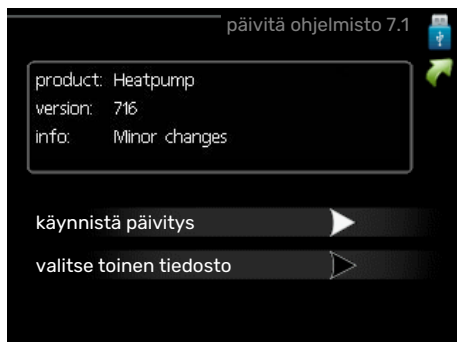 päivitä ohjelmisto 7.1
product: Heatpump
version: 716
info: Minor changes
käynnistä päivitys
valitse toinen tiedosto